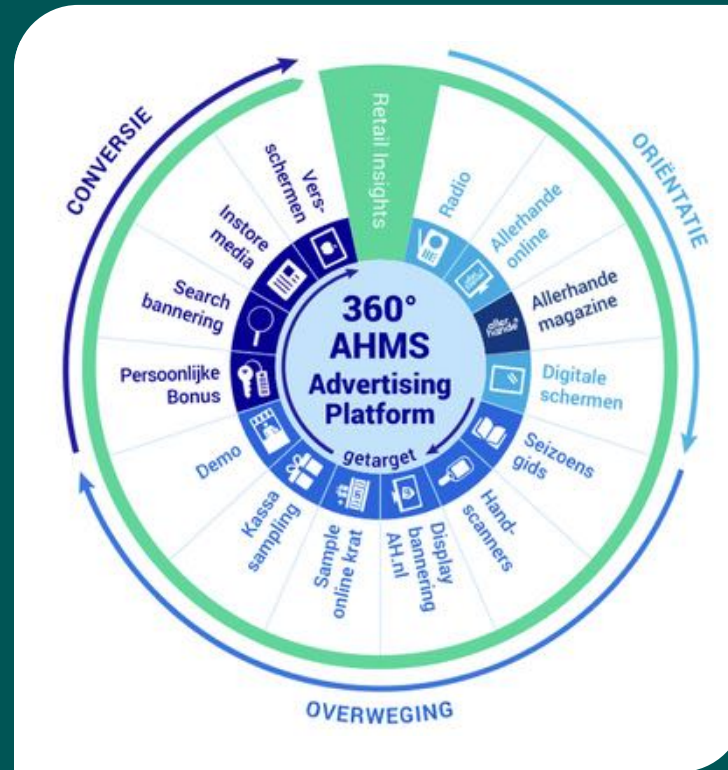 CONVERSIE
ORIËNTATIE
OVERWEGING
Retail Insights
Radio
Allerhande
online
Allerhande
magazine
Digitale
schermen
Seizoens
gids
Hand-
scanners
Display
bannering
AH.nl
Sample
online krat
Kassa
sampling
Demo
Persoonlijke
Bonus
Search
bannering
Instore
media
Vers-
schermen
360°
AHMS
Advertising
Platform
getarget
aller
hande